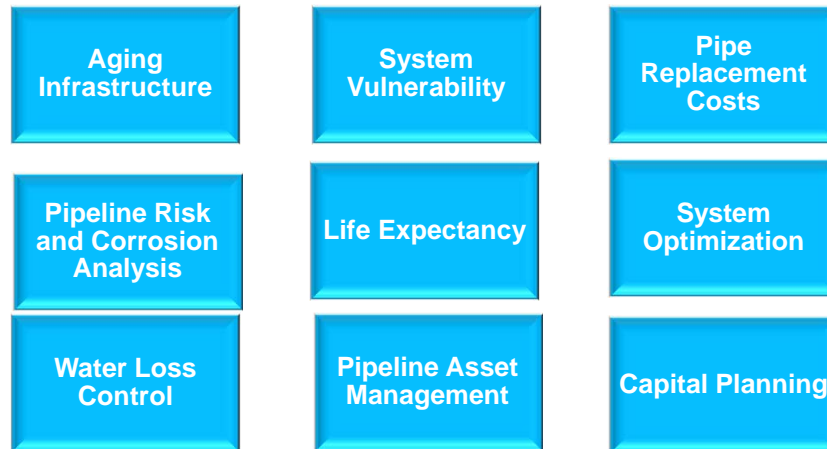 Aging
Infrastructure
System
Vulnerability
Pipe
Replacement
Costs
Pipeline Risk
and Corrosion
Analysis
Life Expectancy
System
Optimization
Water Loss
Control
Pipeline Asset
Management
Capital Planning